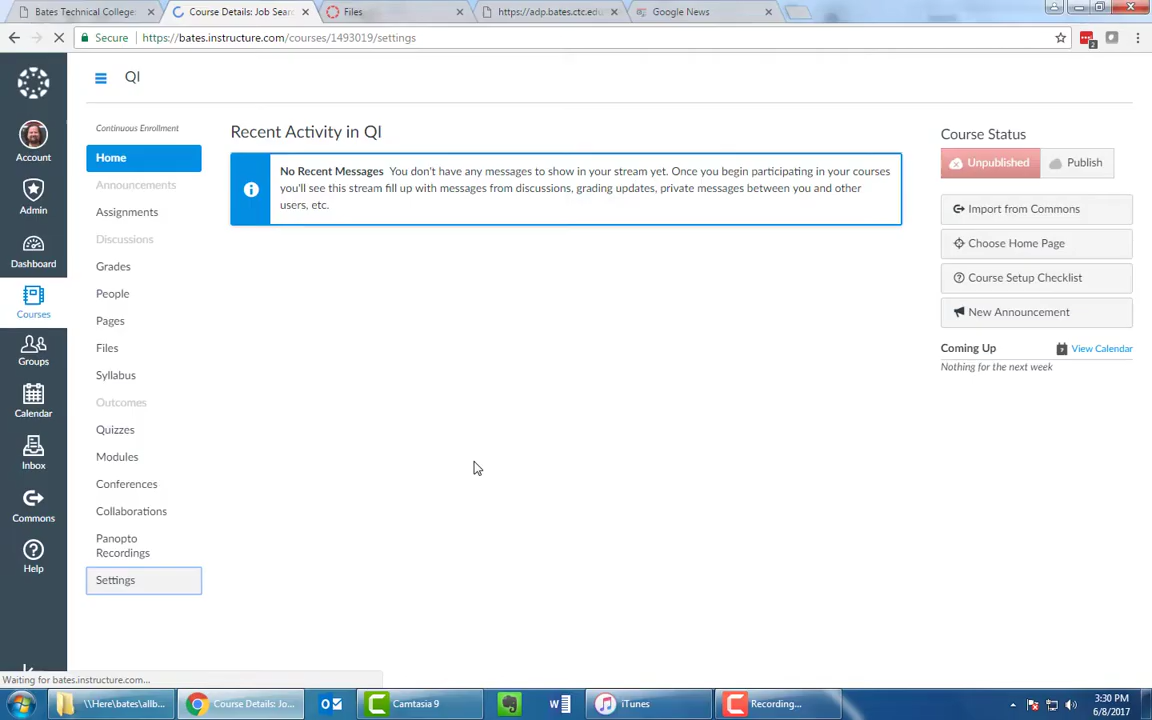 Bates Technical College:
Course Details: Job Sear
Files
https://adp.bates.ctc.edu
Google News
Secure
https://bates.instructure.com/courses/1493019/settings
2
QI
Account
Admin
Dashboard
Courses
Groups
Calendar
Inbox
Commons
Help
Continuous Enrollment
Home
Announcements
Assignments
Discussions
Grades
People
Pages
Files
Syllabus
Outcomes
Quizzes
Modules
Conferences
Collaborations
Panopto
Recordings
Settings
Recent Activity in QI
No Recent Messages You don't have any messages to show in your stream yet. Once you begin participating in your courses
you'll see this stream fill up with messages from discussions, grading updates, private messages between you and other
users, etc.
Course Status
Unpublished
Publish
Import from Commons
Choose Home Page
Course Setup Checklist
New Announcement
Coming Up
View Calendar
Nothing for the next week
Waiting for bates.instructure.com...
\\Here\bates\allb...
Course Details: Jo...
Camtasia 9
iTunes
Recording...
3:30 PM
6/8/2017